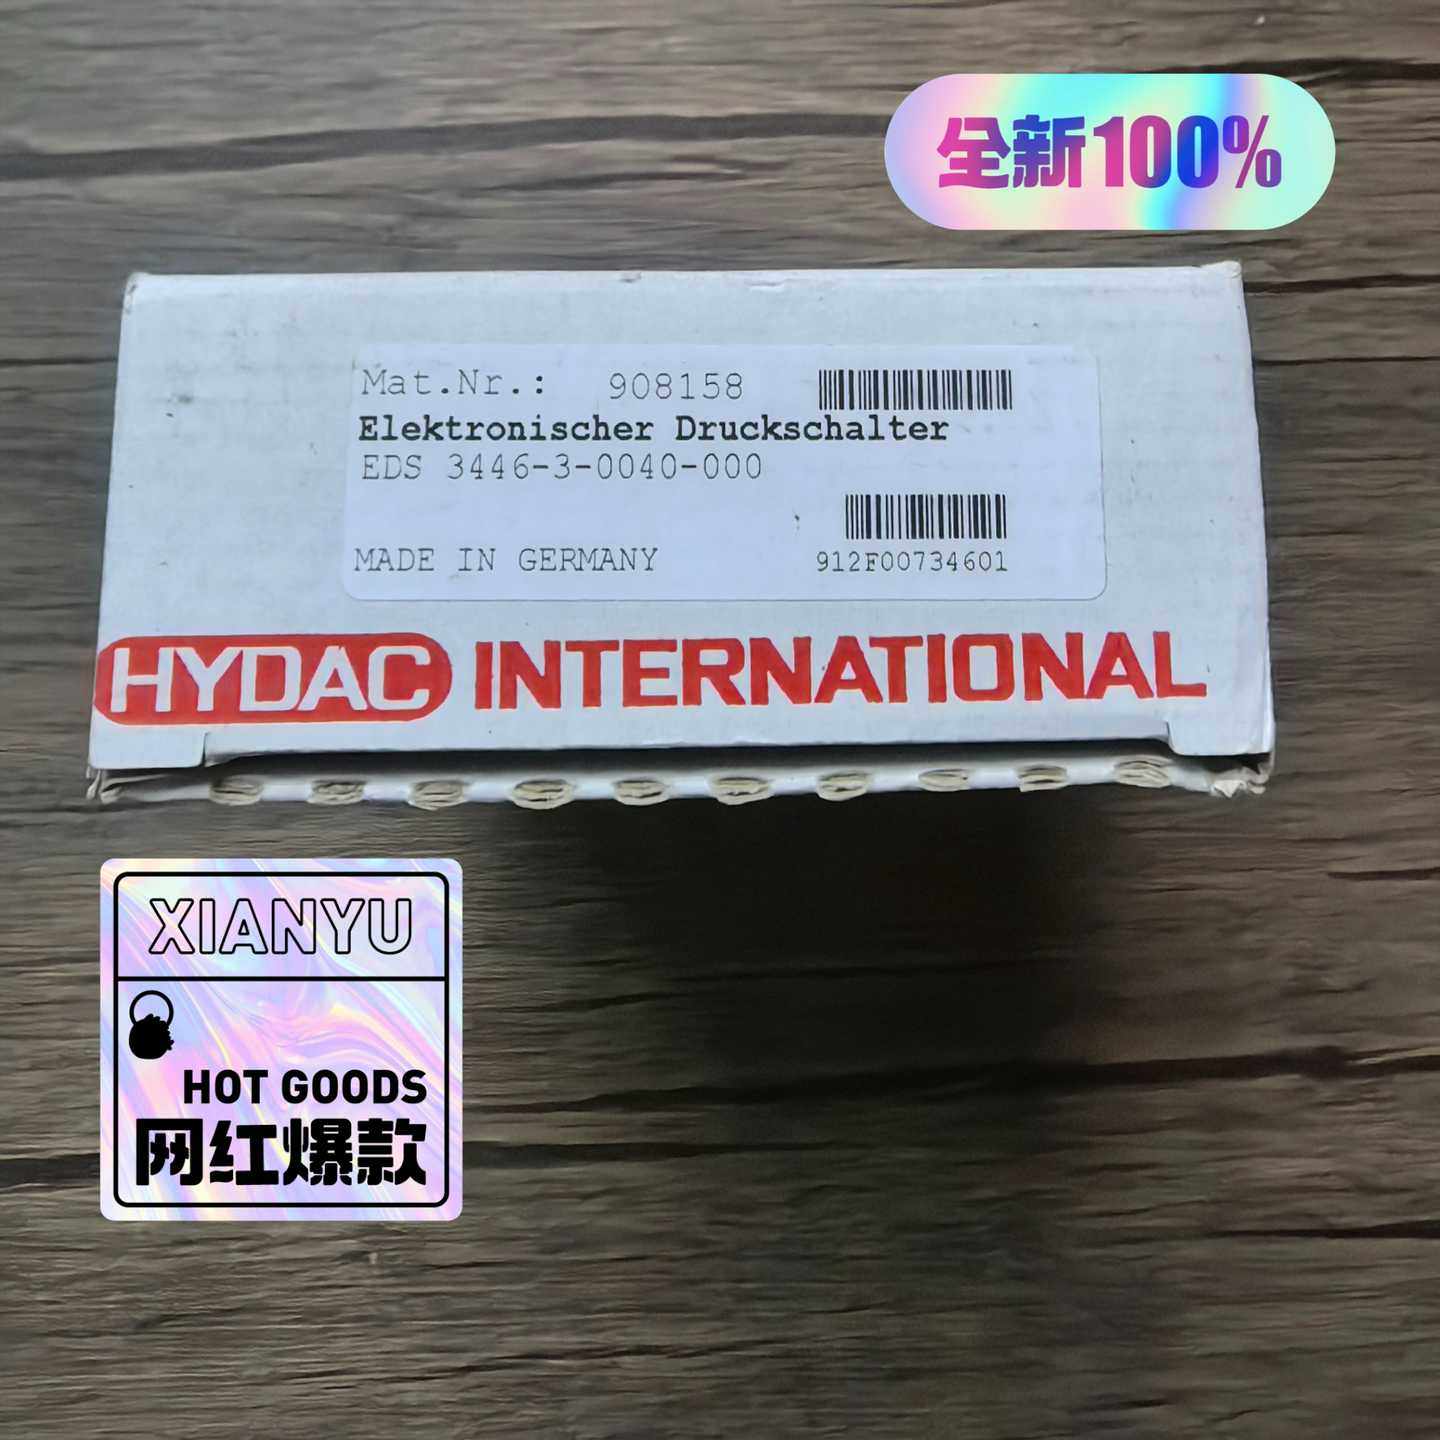 全新100%
Mat.Nr.: 908158
Elektronischer Druckschalter
EDS 3446-3-0040-000
MADE IN GERMANY 912F00734601
HYDAC INTERNATIONAL
XIANYU
HOT GOODS
网红爆款